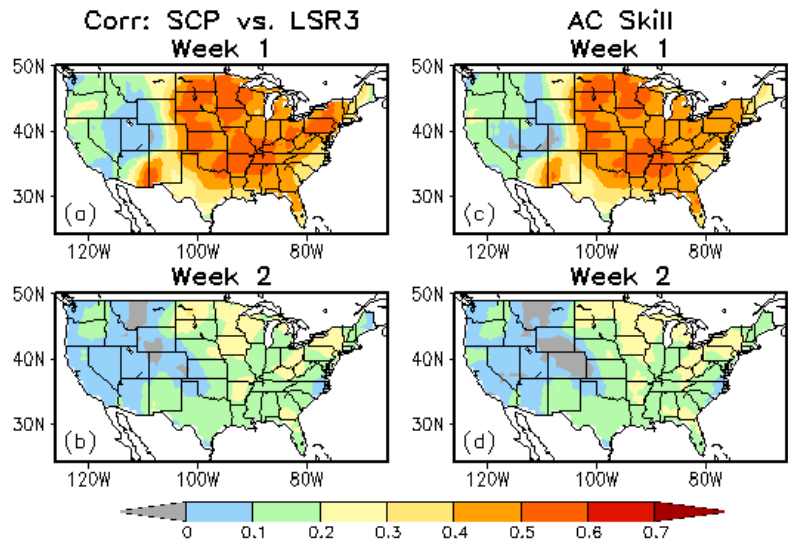 Corr: SCP vs. LSR3 AC Skill
Week 1 Week 1
50N 50N
40N 40N
30N 30N
(a) (c)
120W 100W 80W 120W 100W 80W
Week 2 Week 2
50N 50N
40N 40N
30N 30N
(b) (d)
120W 100W 80W 120W 100W 80W
0 0.1 0.2 0.3 0.4 0.5 0.6 0.7